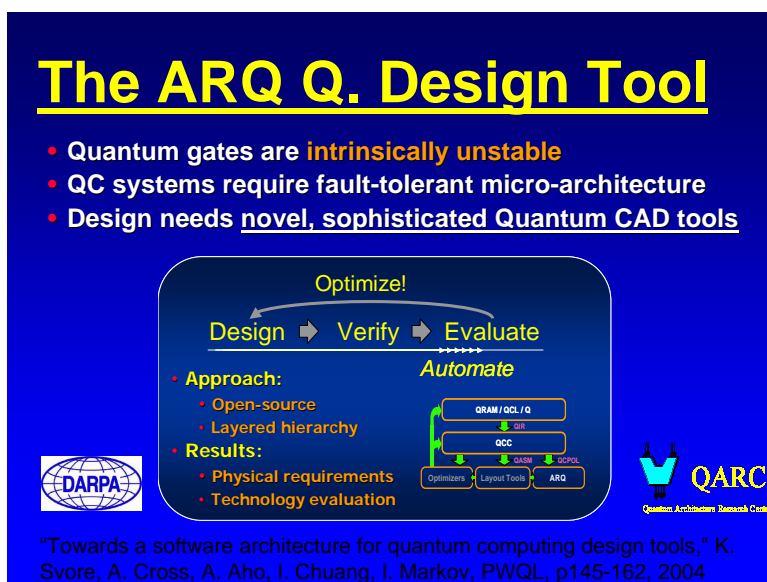 The ARQ Q. Design Tool
• Quantum gates are intrinsically unstable
• QC systems require fault-tolerant micro-architecture
• Design needs novel, sophisticated Quantum CAD tools
Optimize!
Design Verify Evaluate
Automate
• Approach:
• Open-source
• Layered hierarchy
• Results:
• Physical requirements
• Technology evaluation
QRAM / QCL / Q
QIR
QCC
QASM QCPOL
Optimizers Layout Tools ARQ
DARPA
QARC
Quantum Architecture Research Cent
"Towards a software architecture for quantum computing design tools," K.
Svore, A. Cross, A. Aho, I. Chuang, I. Markov, PWQL, p145-162, 2004